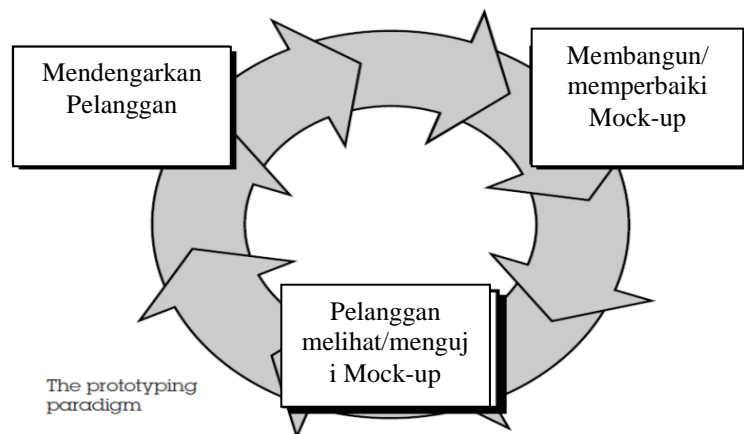 Mendengarkan
Pelanggan
Membangun/
memperbaiki
Mock-up
Pelanggan
melihat/menguj
i Mock-up
The prototyping
paradigm